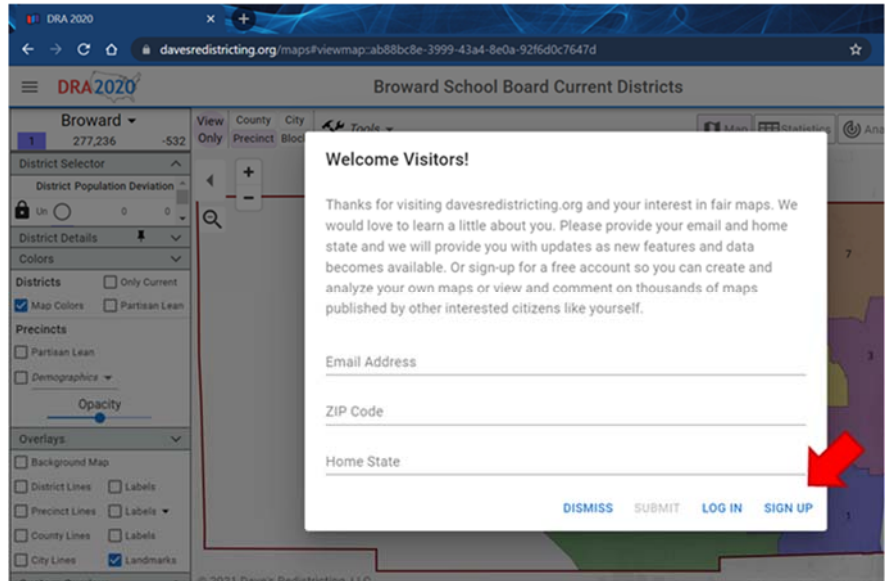 DRA 2020
davesredistricting.org/maps#viewmap::ab88bc8e-3999-43a4-8e0a-92f6d0c7647d
DRA2020
Broward School Board Current Districts
Broward
1 277,236 -532
View Only
County City
Precinct Bloc
Tools
Map
Statistics
Ana
District Selector
District Population Deviation
Un 0 0
District Details
Colors
Districts Only Current
Map Colors Partisan Lean
Precincts
Partisan Lean
Demographics
Opacity
Overlays
Background Map
District Lines Labels
Precinct Lines Labels
County Lines Labels
City Lines Landmarks
Welcome Visitors!
Thanks for visiting davesredistricting.org and your interest in fair maps. We
would love to learn a little about you. Please provide your email and home
state and we will provide you with updates as new features and data
becomes available. Or sign-up for a free account so you can create and
analyze your own maps or view and comment on thousands of maps
published by other interested citizens like yourself.
Email Address
ZIP Code
Home State
DISMISS SUBMIT LOG IN SIGN UP
7
3
1